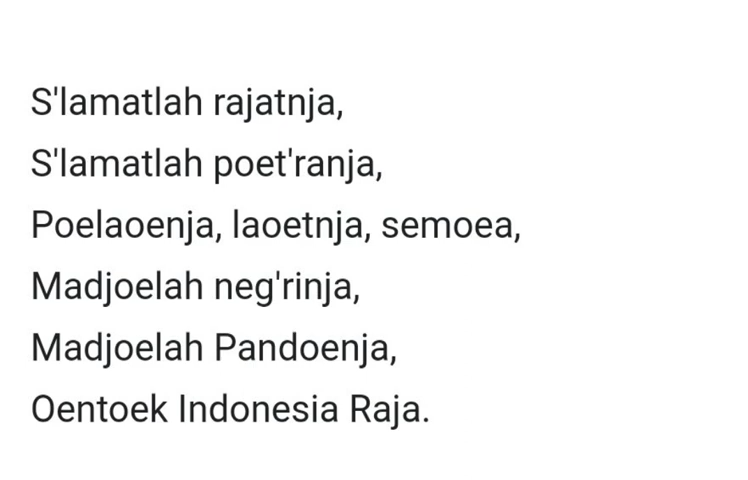 S'lamatlah rajatnja,
S'lamatlah poet'ranja,
Poelaoenja, laoetnja, semoea,
Madjoelah neg'rinja,
Madjoelah Pandoenja,
Oentoek Indonesia Raja.